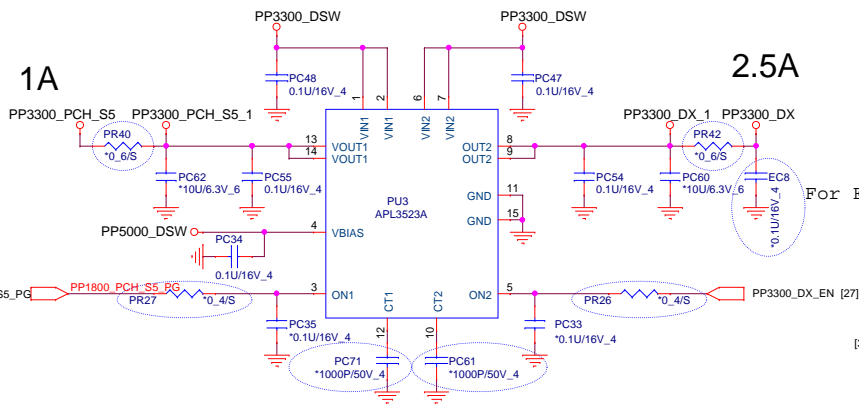 PP3300_DSW PP3300_DSW
1A 2.5A
PC48 0.1U/16V_4
PC47 0.1U/16V_4
1 2 6 7
VIN1 VIN1 VIN2 VIN2
PP3300_PCH_S5 PP3300_PCH_S5_1
PP3300_DX_1 PP3300_DX
PR40 *0_6/S
PR42 *0_6/S
13 VOUT1
14 VOUT1
8 OUT2
9 OUT2
PC62 *10U/6.3V_6
PC55 0.1U/16V_4
PU3
APL3523A
PC54 0.1U/16V_4
PC60 *10U/6.3V_6
EC8 *0.1U/16V_4
For
11 GND
15 GND
PP5000_DSW
4 VBIAS
PC34
0.1U/16V_4
S5_PG PP1800_PCH_S5_PG
PR27 *0_4/S
3 ON1
5 ON2
PR26 *0_4/S
PP3300_DX_EN [27]
PC35 *0.1U/16V_4
CT1 CT2
12 10
PC33 *0.1U/16V_4
PC71 *1000P/50V_4
PC61 *1000P/50V_4